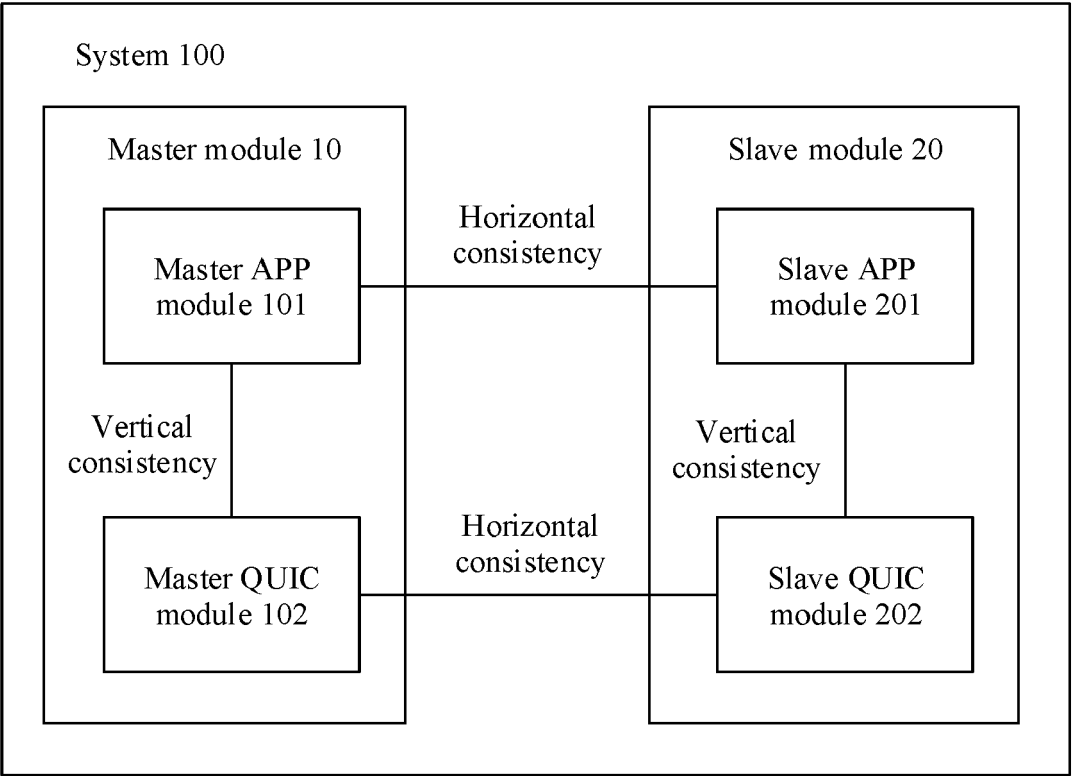 System 100
Master module 10
Slave module 20
Horizontal
consistency
Master APP
module 101
Slave APP
module 201
Vertical
consistency
Vertical
consistency
Horizontal
consistency
Master QUIC
module 102
Slave QUIC
module 202